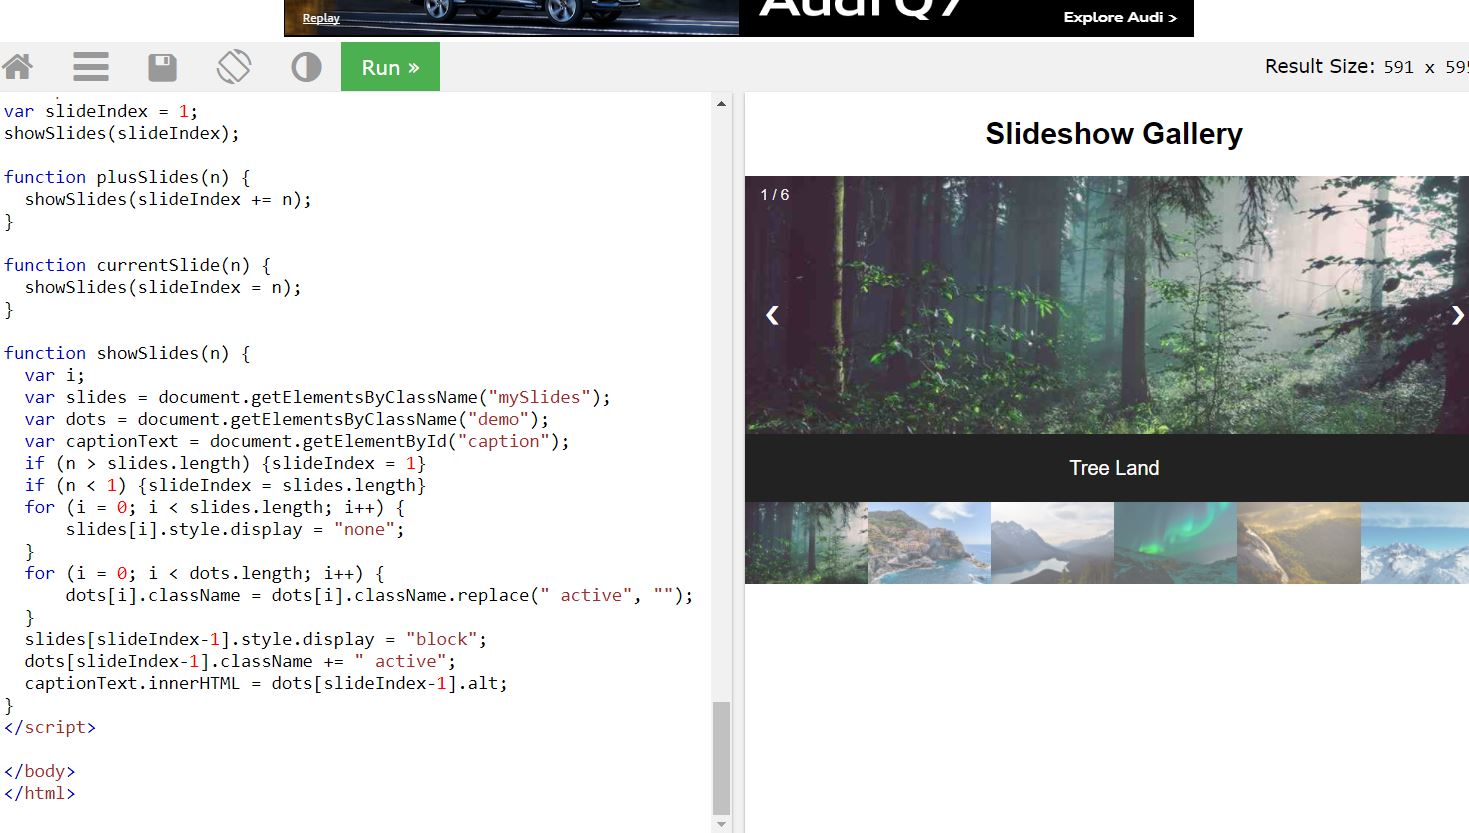 Replay
Audi Q7
Explore Audi >
Run »
Result Size: 591 x 595
var slideIndex = 1;
showSlides(slideIndex);
function plusSlides(n) {
  showSlides(slideIndex += n);
}
function currentSlide(n) {
  showSlides(slideIndex = n);
}
function showSlides(n) {
  var i;
  var slides = document.getElementsByClassName("mySlides");
  var dots = document.getElementsByClassName("demo");
  var captionText = document.getElementById("caption");
  if (n > slides.length) {slideIndex = 1}
  if (n < 1) {slideIndex = slides.length}
  for (i = 0; i < slides.length; i++) {
      slides[i].style.display = "none";
  }
  for (i = 0; i < dots.length; i++) {
      dots[i].className = dots[i].className.replace(" active", "");
  }
  slides[slideIndex-1].style.display = "block";
  dots[slideIndex-1].className += " active";
  captionText.innerHTML = dots[slideIndex-1].alt;
}
</script>
</body>
</html>
Slideshow Gallery
1 / 6
❮
❯
Tree Land